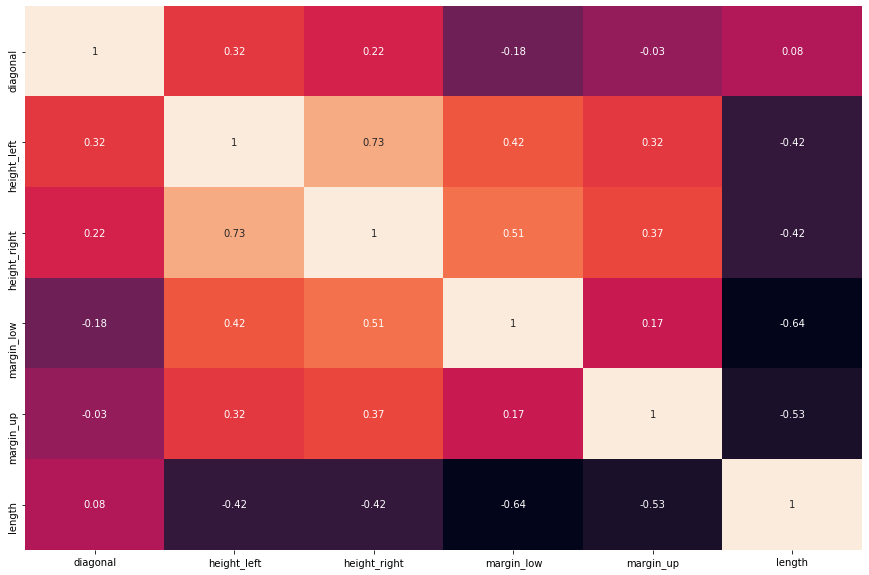 diagonal 1 0.32 0.22 -0.18 -0.03 0.08
height_left 0.32 1 0.73 0.42 0.32 -0.42
height_right 0.22 0.73 1 0.51 0.37 -0.42
margin_low -0.18 0.42 0.51 1 0.17 -0.64
margin_up -0.03 0.32 0.37 0.17 1 -0.53
length 0.08 -0.42 -0.42 -0.64 -0.53 1
diagonal height_left height_right margin_low margin_up length